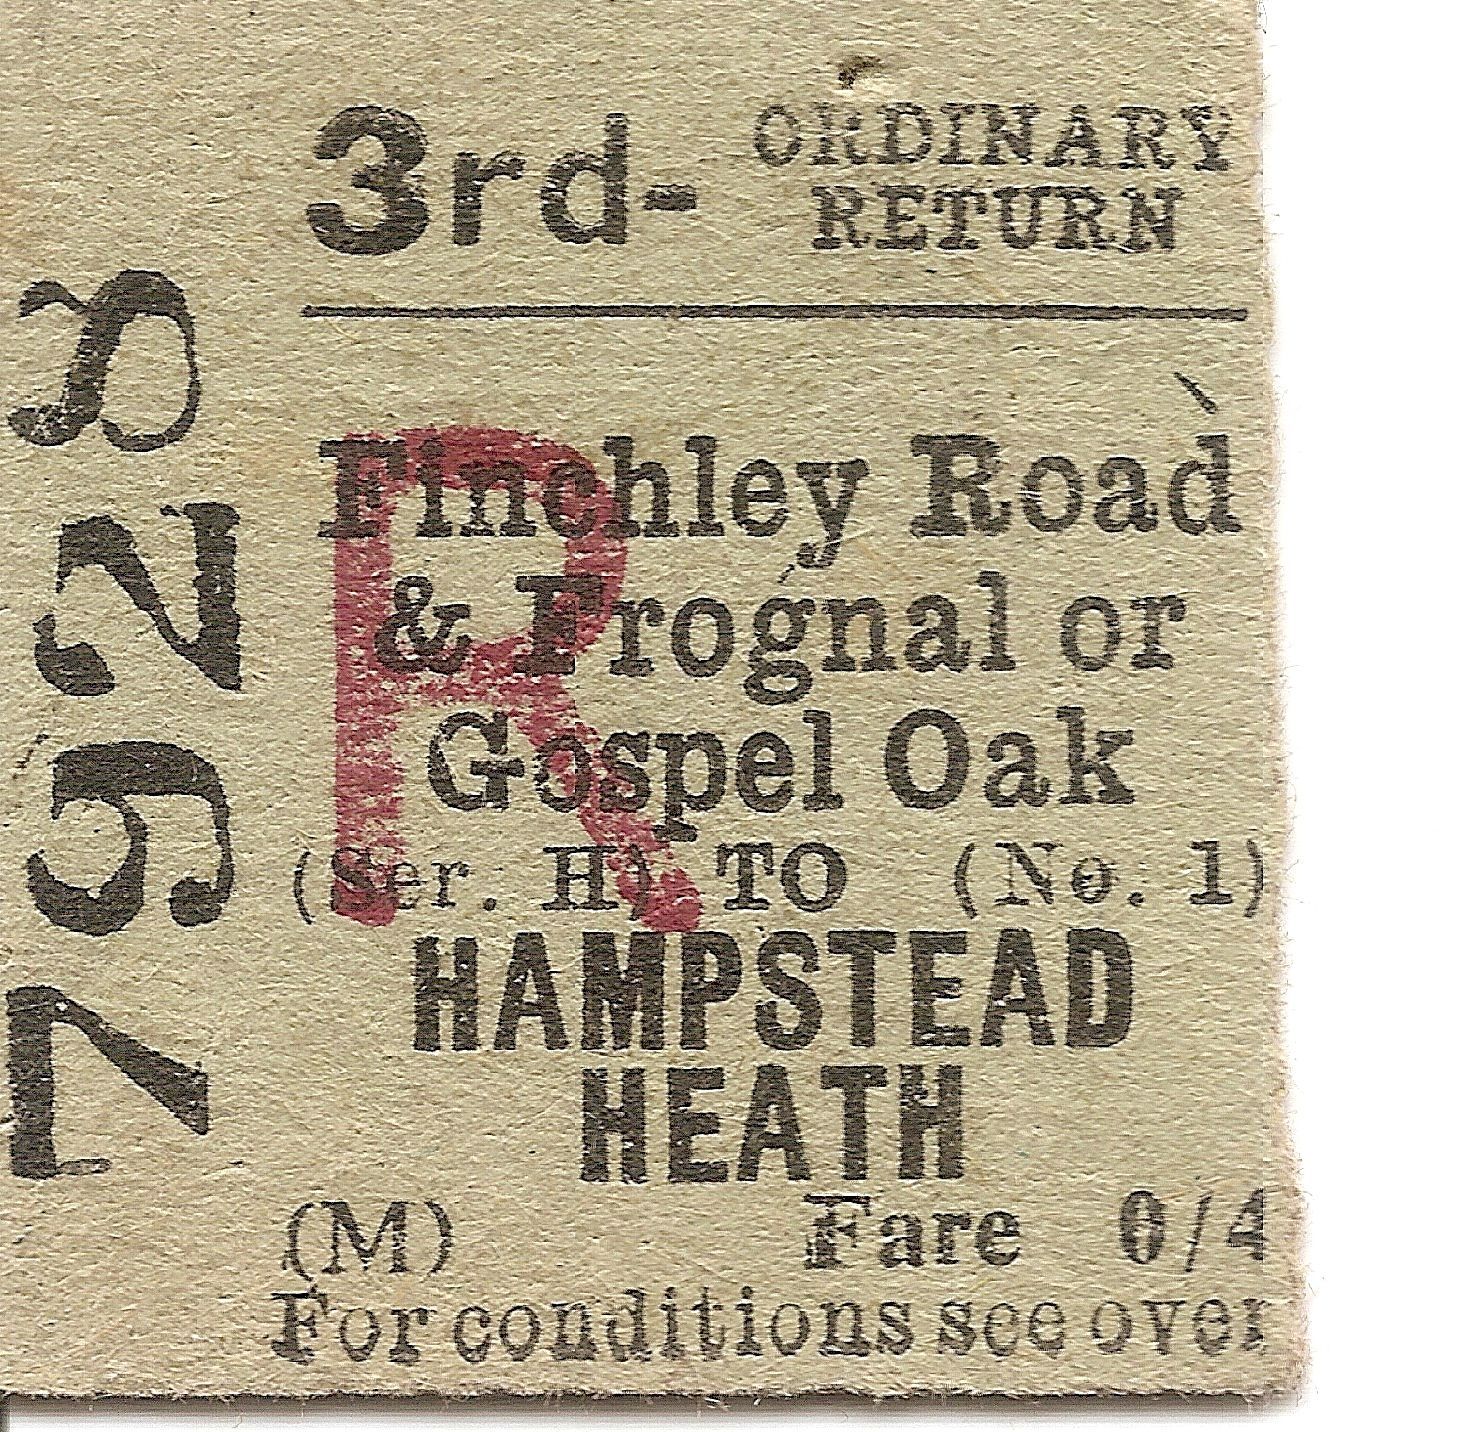 3rd-
ORDINARY
RETURN
Finchley Road
& Frognal or
Gospel Oak
(Ser. H) TO (No. 1)
HAMPSTEAD
HEATH
(M) Fare 0/4
For conditions see over
R
7928